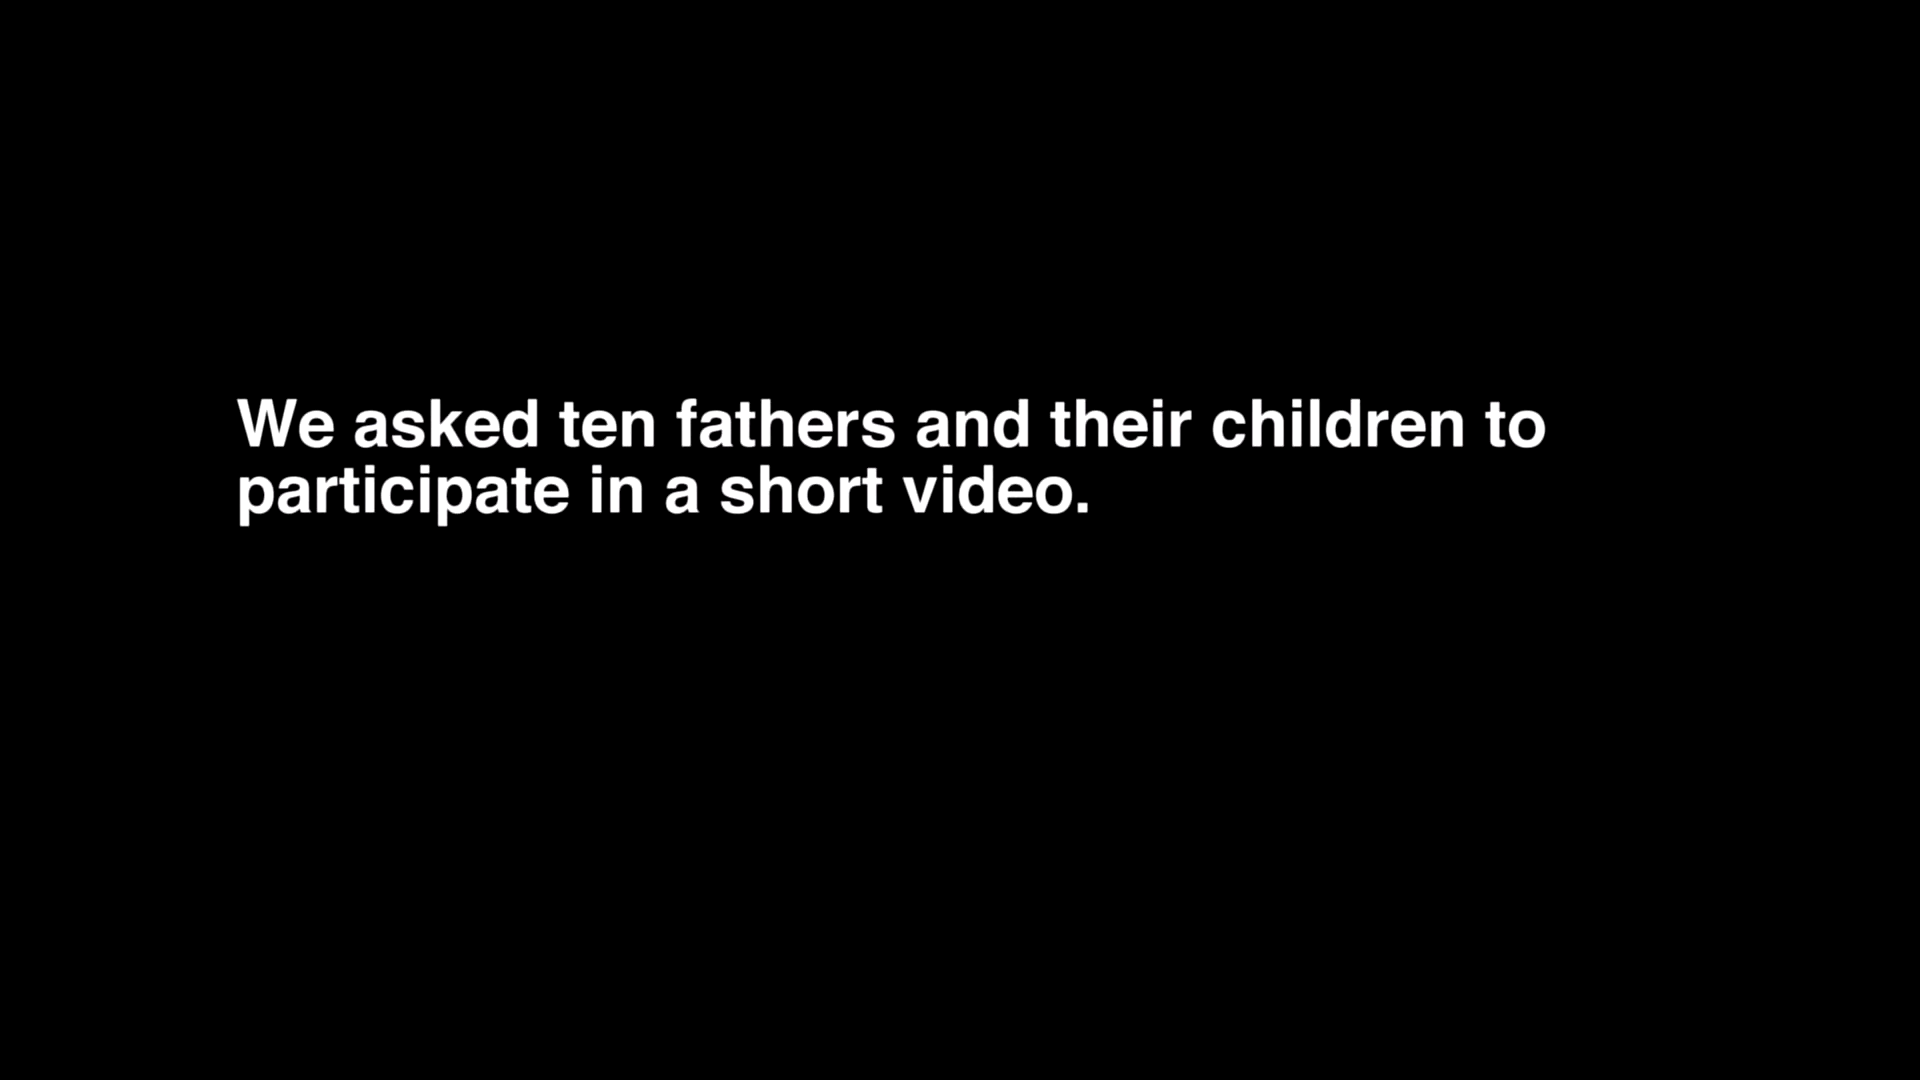 We asked ten fathers and their children to
participate in a short video.